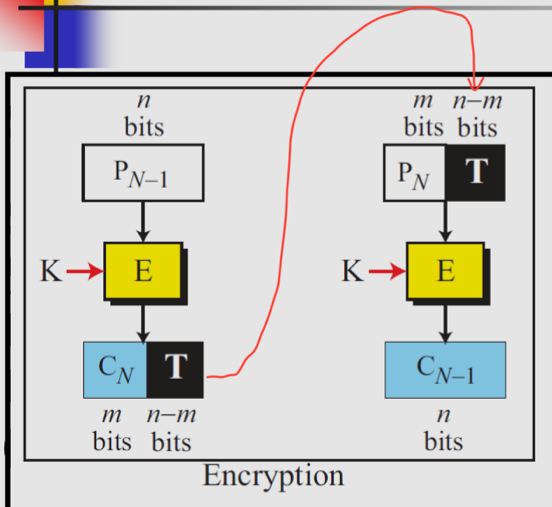 n
bits
m n–m
bits bits
P_{N–1}
P_N T
K E
K E
C_N T
C_{N–1}
m n–m
bits bits
n
bits
Encryption